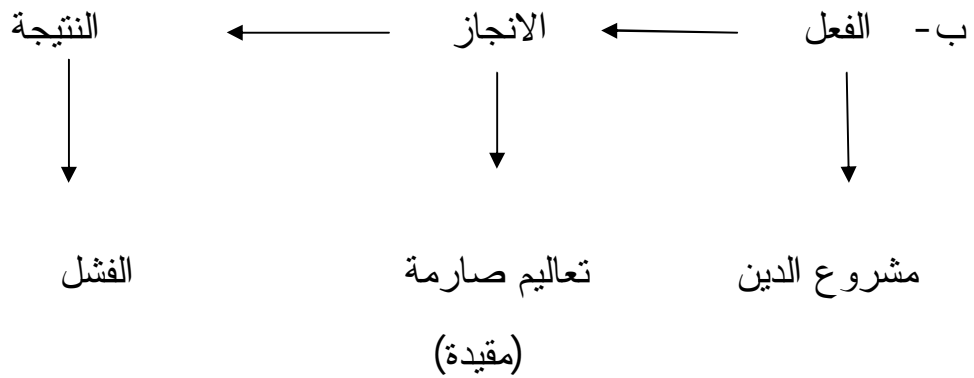 ب - الفعل الانجاز النتيجة
مشروع الدين تعاليم صارمة الفشل
(مقيدة)